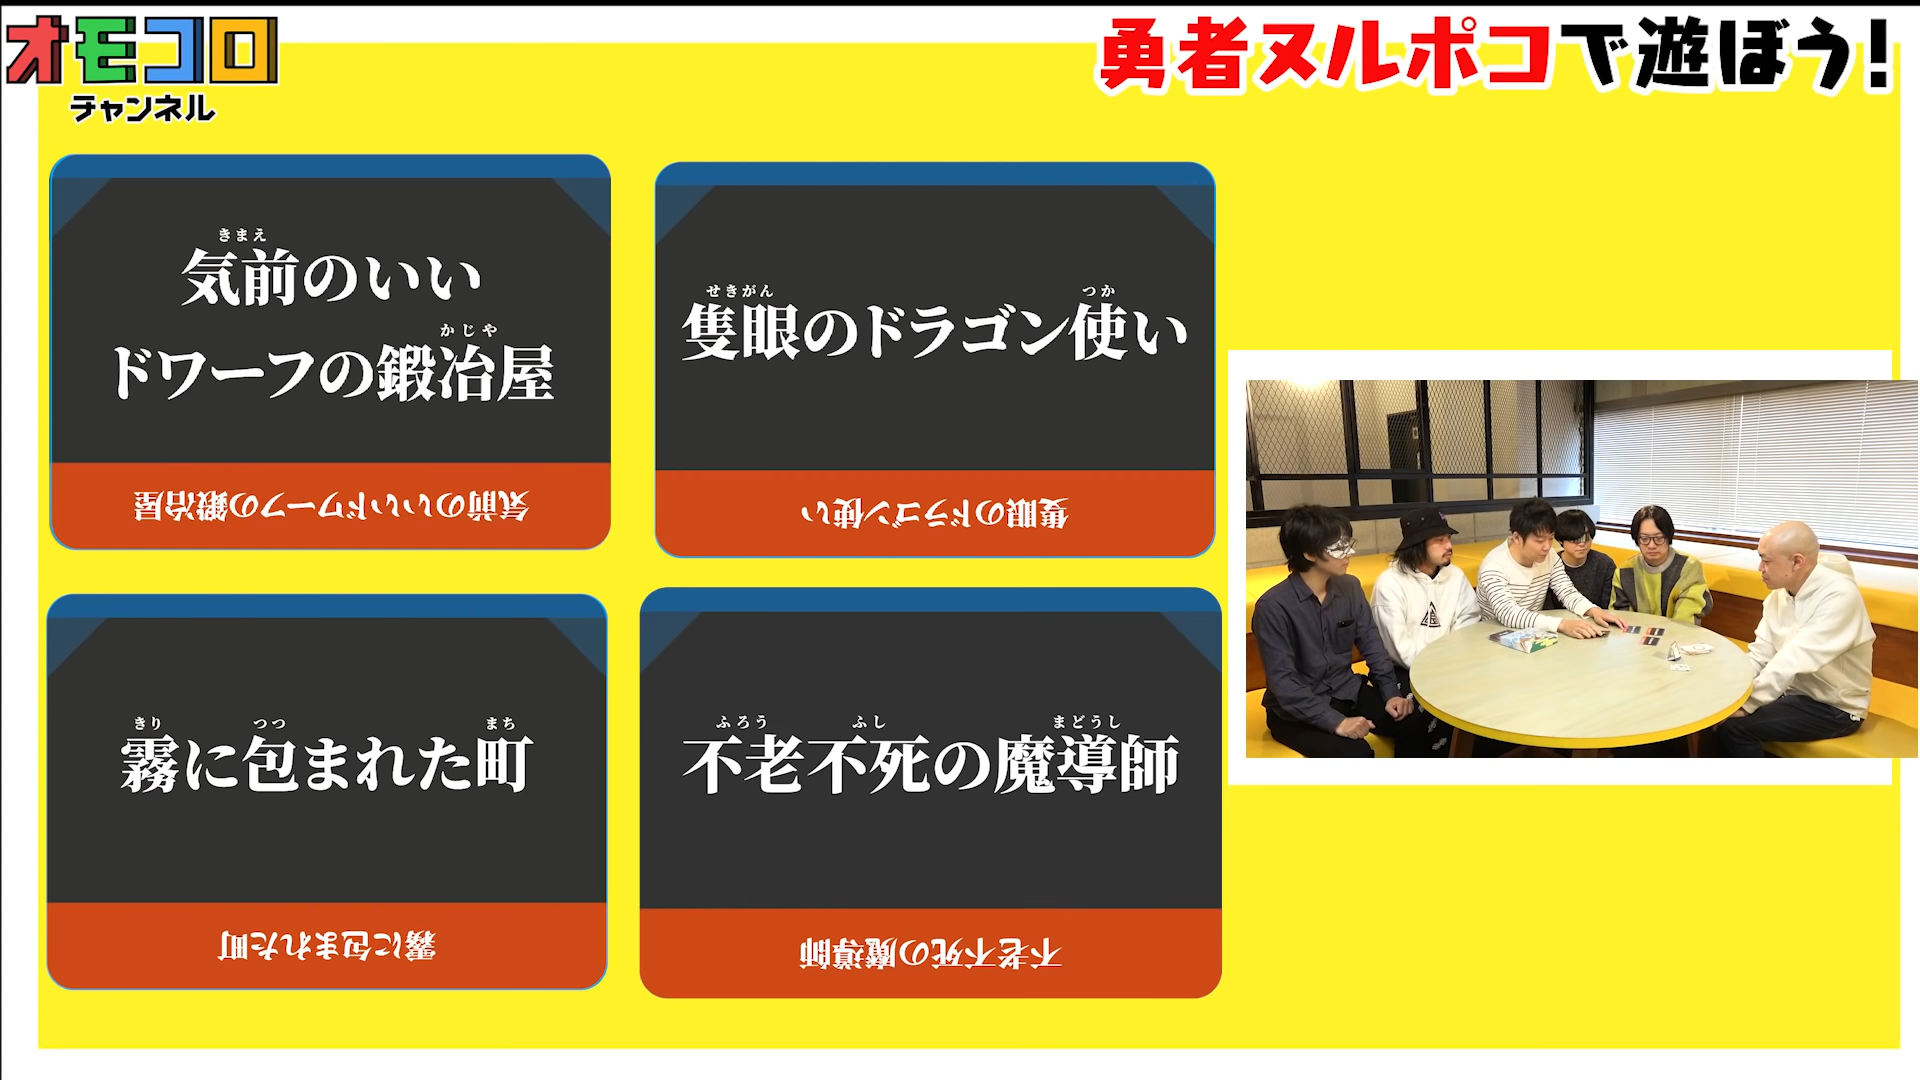 オモコロ
チャンネル
勇者ヌルポコで遊ぼう!
きまえ
気前のいい
かじや
ドワーフの鍛冶屋
気前のいいドワーフの鍛冶屋
せきがん つか
隻眼のドラゴン使い
隻眼のドラゴン使い
きり つつ まち
霧に包まれた町
霧に包まれた町
ふろう ふし まどうし
不老不死の魔導師
不老不死の魔導師